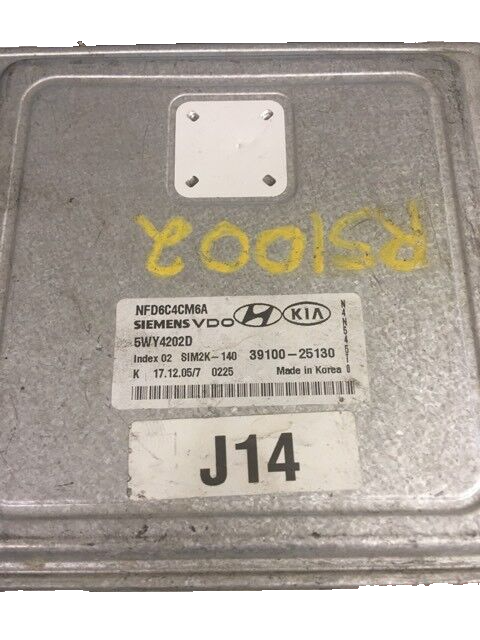 RS1002
NFD6C4CM6A
SIEMENS VDO HYUNDAI KIA
5WY4202D
Index 02 SIM2K-140 39100-25130
K 17.12.05/7 0225 Made in Korea
J14